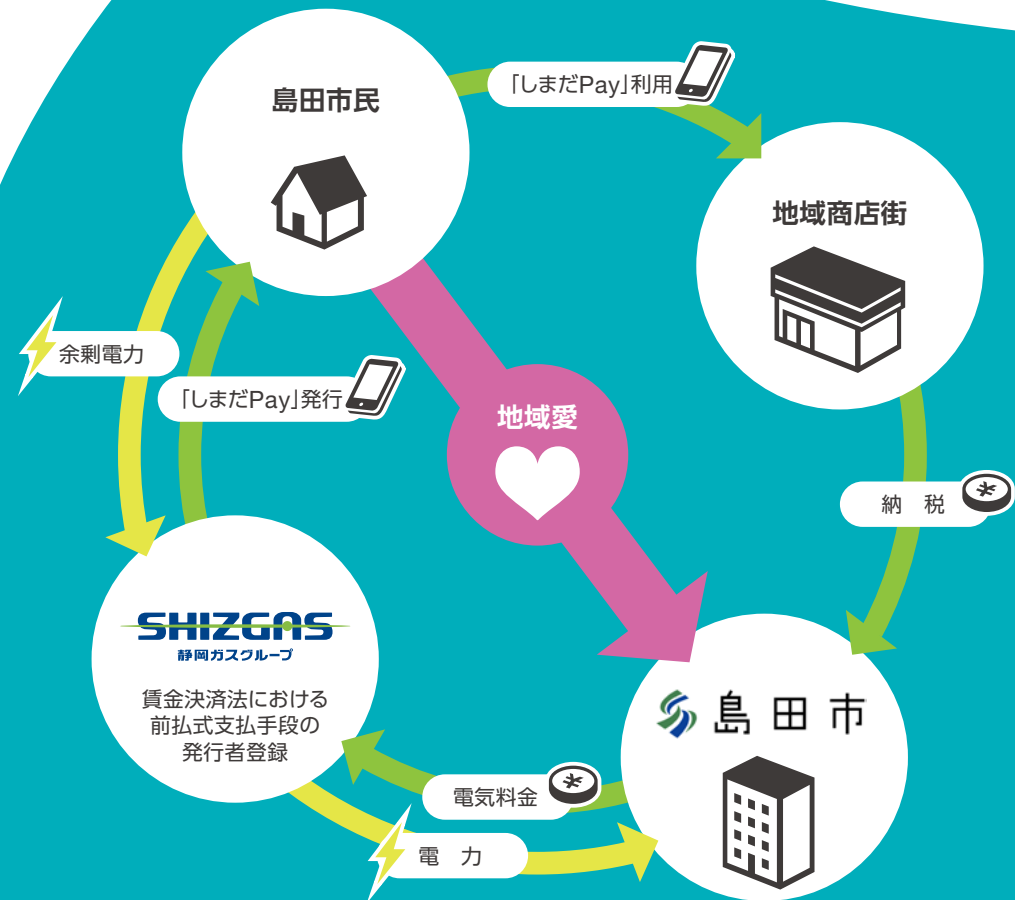 島田市民
「しまだPay」利用
地域商店街
余剰電力
「しまだPay」発行
地域愛
納　税
SHIZGAS
静岡ガスグループ
賃金決済法における
前払式支払手段の
発行者登録
島田市
電気料金
電　力